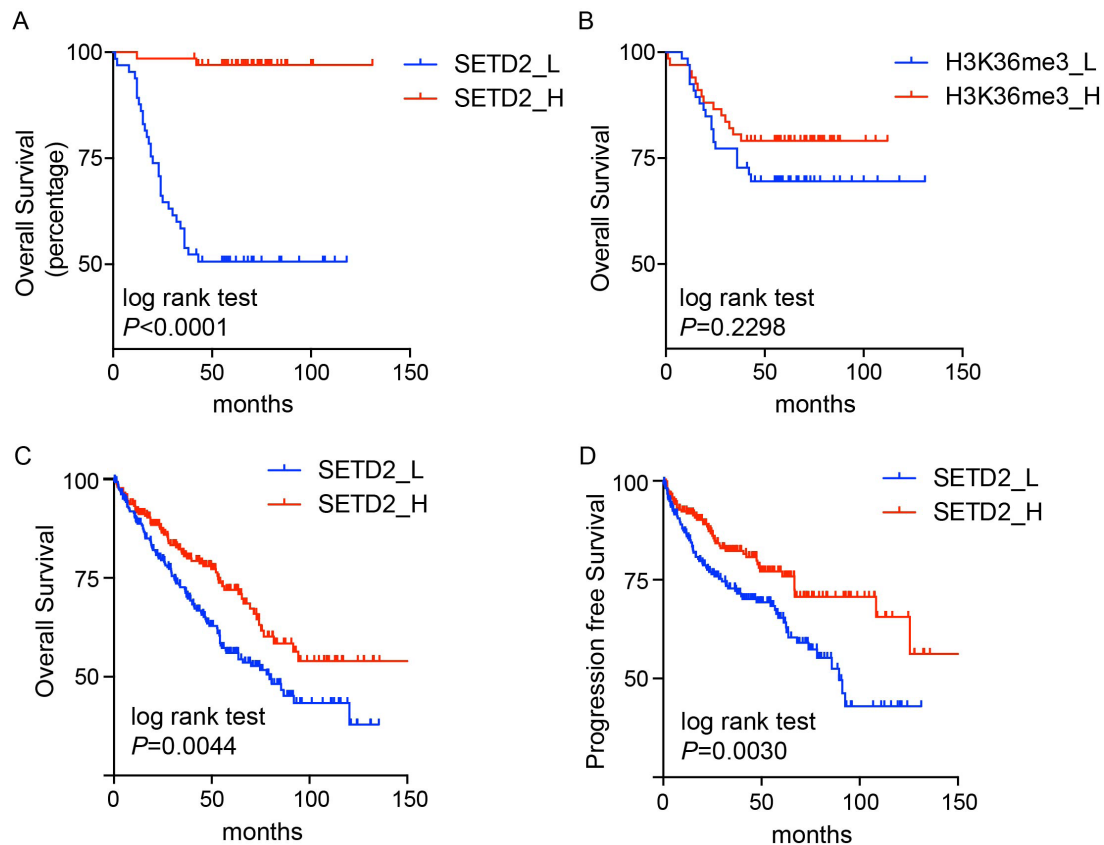 A
100
75
50
Overall Survival
(percentage)
SETD2_L
SETD2_H
log rank test
P<0.0001
0 50 100 150
months
B
100
75
50
Overall Survival
H3K36me3_L
H3K36me3_H
log rank test
P=0.2298
0 50 100 150
months
C
100
75
50
Overall Survival
SETD2_L
SETD2_H
log rank test
P=0.0044
0 50 100 150
months
D
100
75
50
Progression free Survival
SETD2_L
SETD2_H
log rank test
P=0.0030
0 50 100 150
months